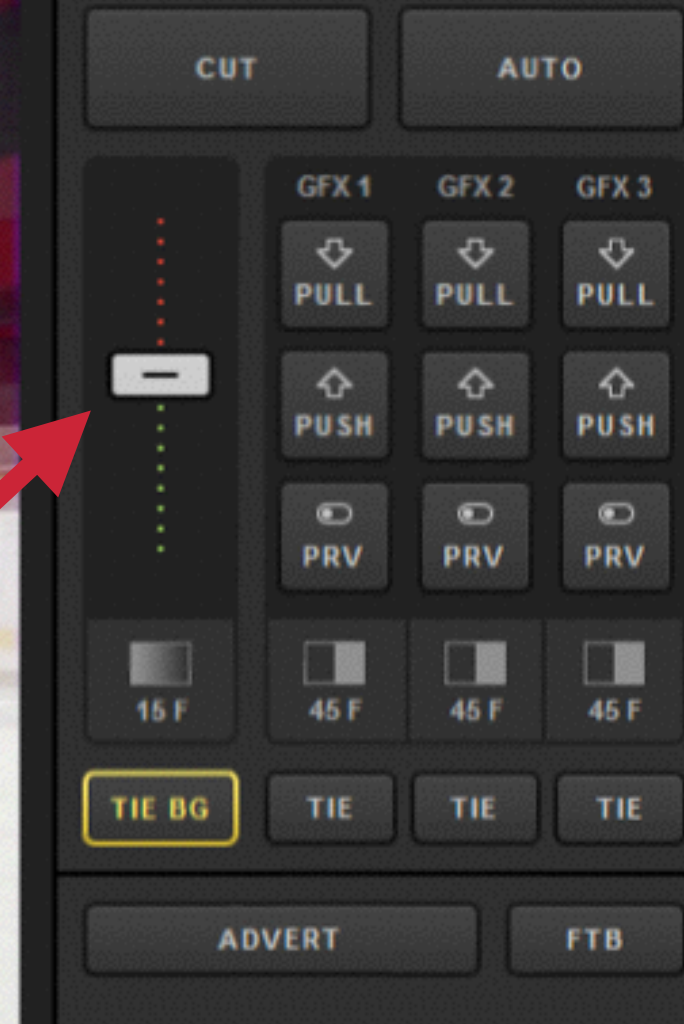 CUT
AUTO
GFX 1
GFX 2
GFX 3
PULL
PULL
PULL
PUSH
PUSH
PUSH
PRV
PRV
PRV
15 F
45 F
45 F
45 F
TIE BG
TIE
TIE
TIE
ADVERT
FTB